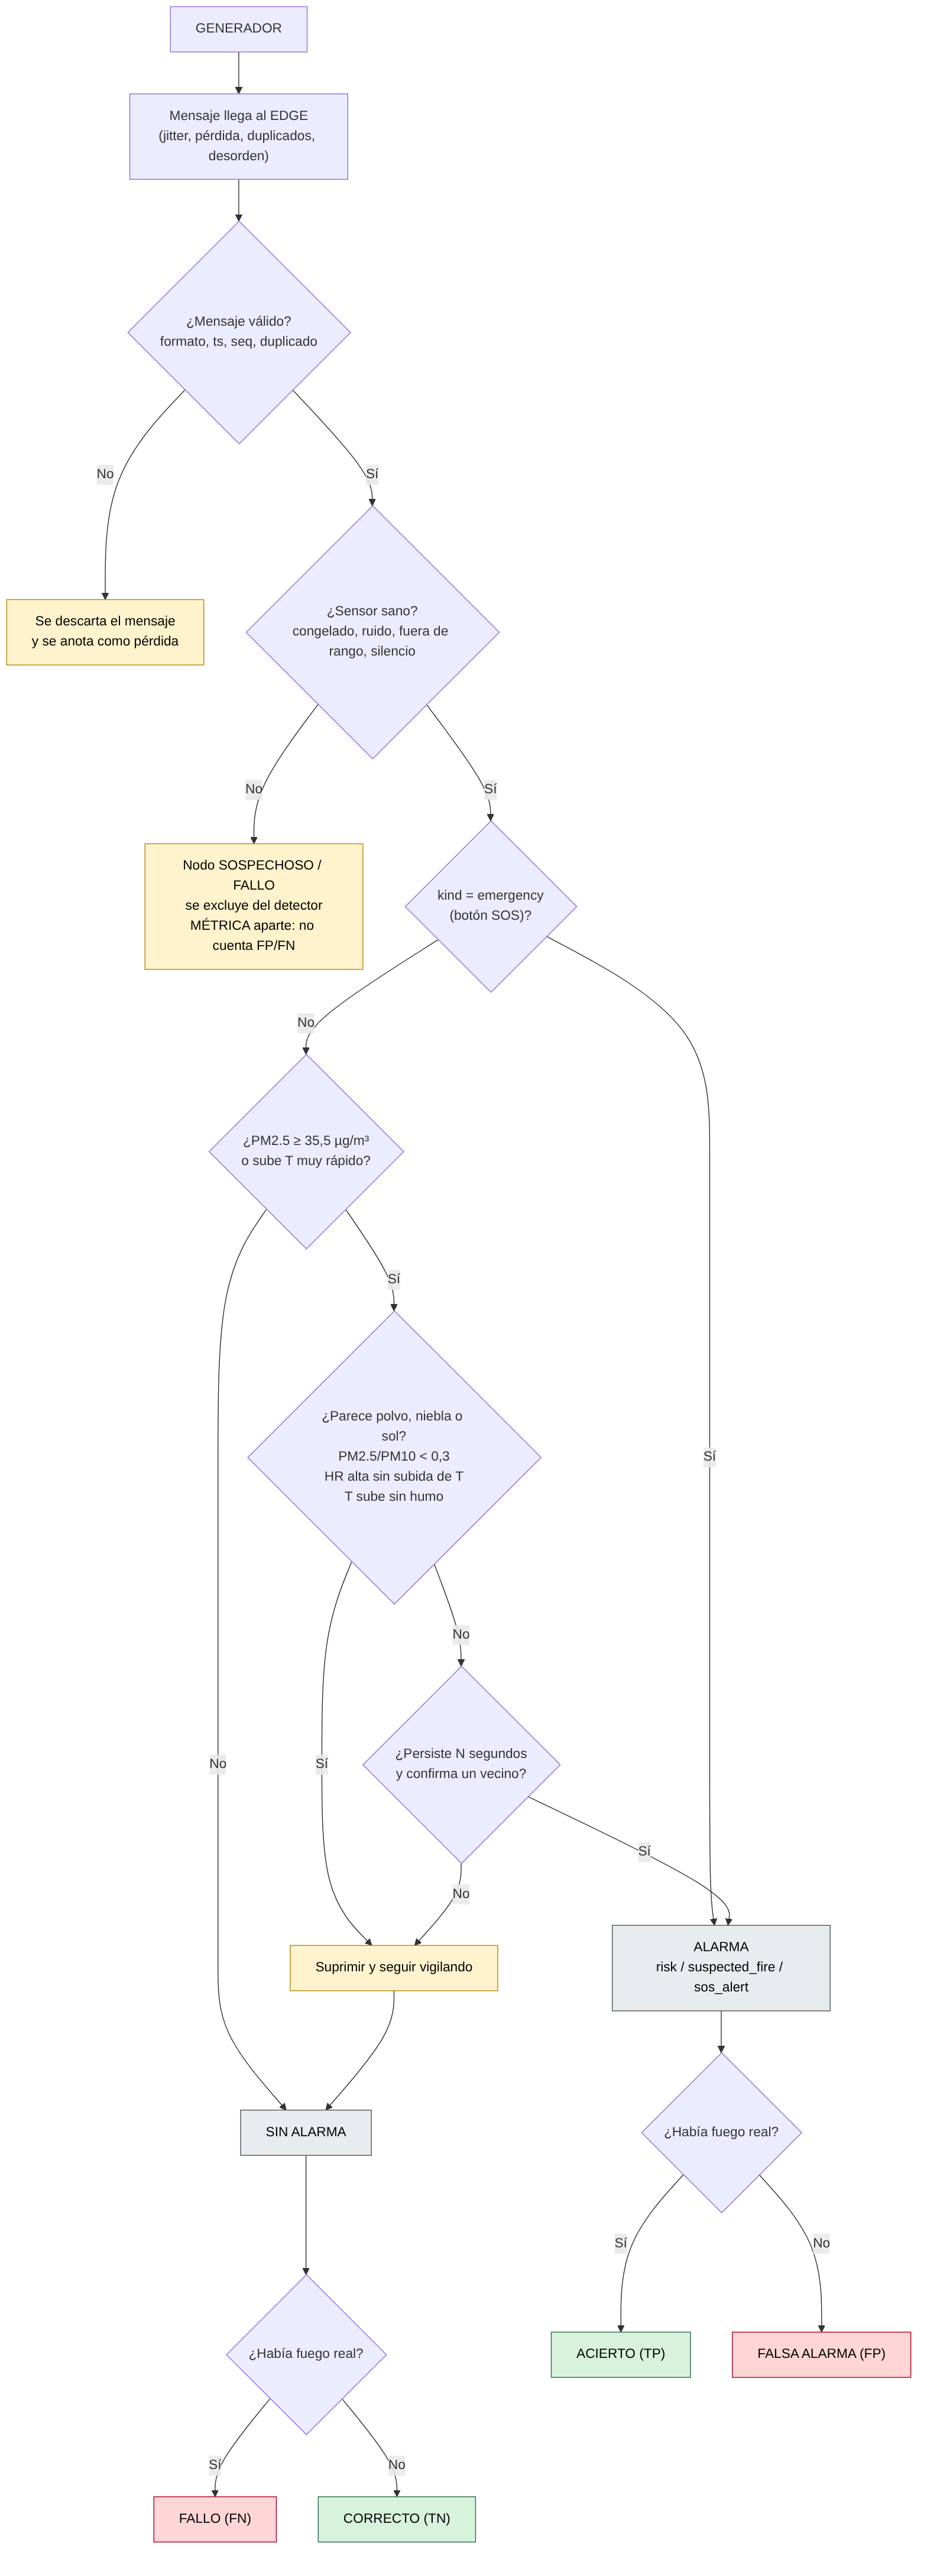 GENERADOR
Mensaje llega al EDGE
(jitter, pérdida, duplicados,
desorden)
¿Mensaje válido?
formato, ts, seq, duplicado
No
Sí
Se descarta el mensaje
y se anota como pérdida
¿Sensor sano?
congelado, ruido, fuera de
rango, silencio
No
Sí
Nodo SOSPECHOSO /
FALLO
se excluye del detector
MÉTRICA aparte: no
cuenta FP/FN
kind = emergency
(botón SOS)?
No
Sí
¿PM2.5 ≥ 35,5 µg/m³
o sube T muy rápido?
No
Sí
¿Parece polvo, niebla o
sol?
PM2.5/PM10 < 0,3
HR alta sin subida de T
T sube sin humo
Sí
No
¿Persiste N segundos
y confirma un vecino?
No
Sí
Suprimir y seguir vigilando
ALARMA
risk / suspected_fire /
sos_alert
SIN ALARMA
¿Había fuego real?
Sí
No
ACIERTO (TP)
FALSA ALARMA (FP)
¿Había fuego real?
Sí
No
FALLO (FN)
CORRECTO (TN)